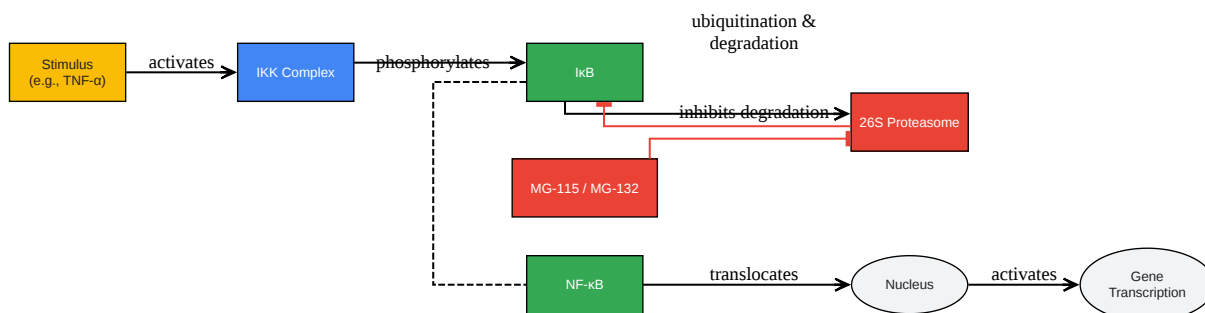 ubiquitination &
degradation
Stimulus
(e.g., TNF-α)
activates
IKK Complex
phosphorylates
IκB
inhibits degradation
26S Proteasome
MG-115 / MG-132
NF-κB
translocates
Nucleus
activates
Gene
Transcription